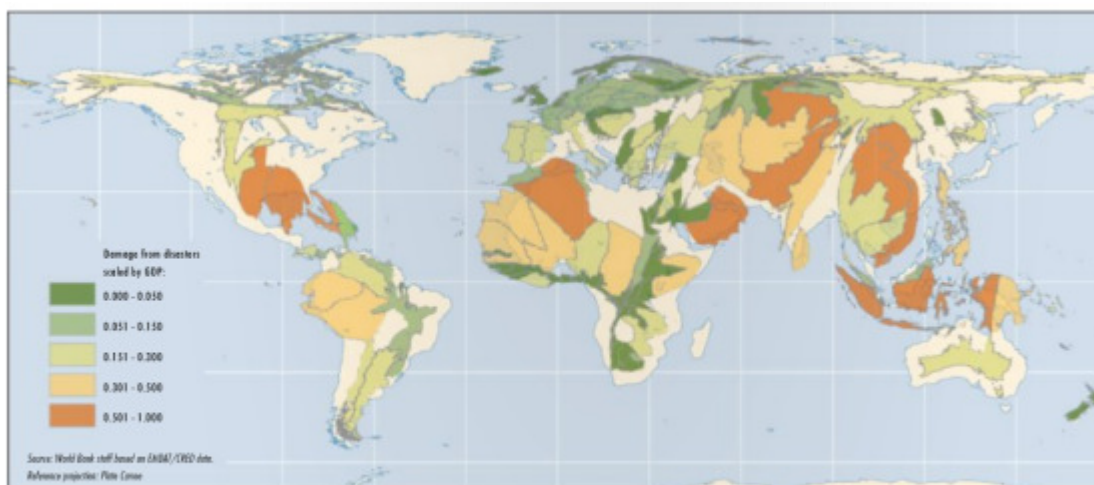 Damage from disasters
scaled by GDP:
0.000 - 0.050
0.051 - 0.150
0.151 - 0.300
0.301 - 0.500
0.501 - 1.000
Source: World Bank staff based on EMDAT/CRED data.
Reference projection: Plate Carree